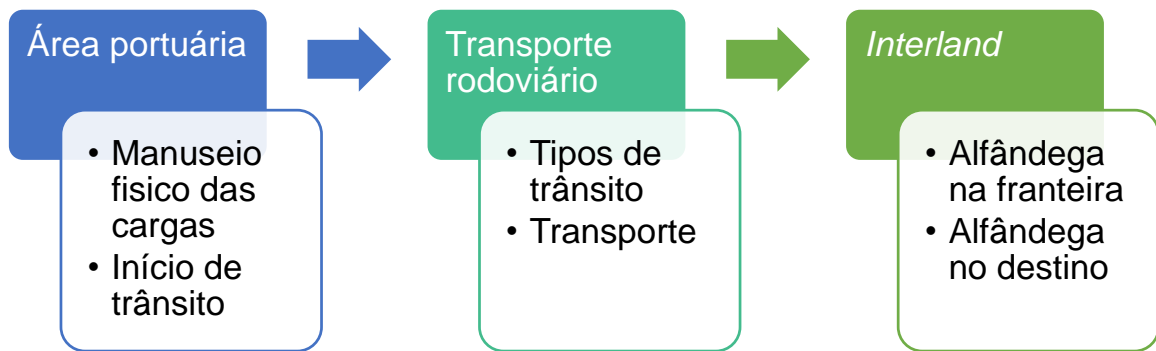 Área portuária
• Manuseio
fisico das
cargas
• Início de
trânsito
Transporte
rodoviário
• Tipos de
trânsito
• Transporte
Interland
• Alfândega
na franteira
• Alfândega
no destino